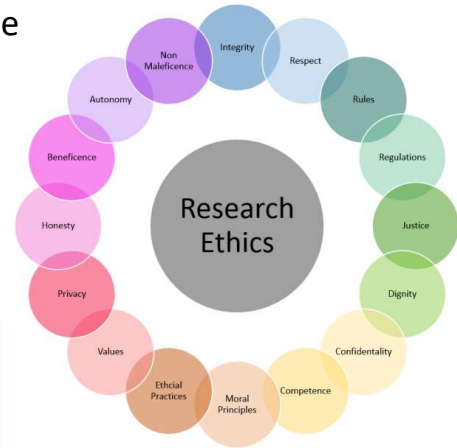 e
Integrity
Respect
Rules
Regulations
Justice
Dignity
Confidentality
Competence
Moral
Principles
Ethcial
Practices
Values
Privacy
Honesty
Beneficence
Autonomy
Non
Maleficence
Research
Ethics